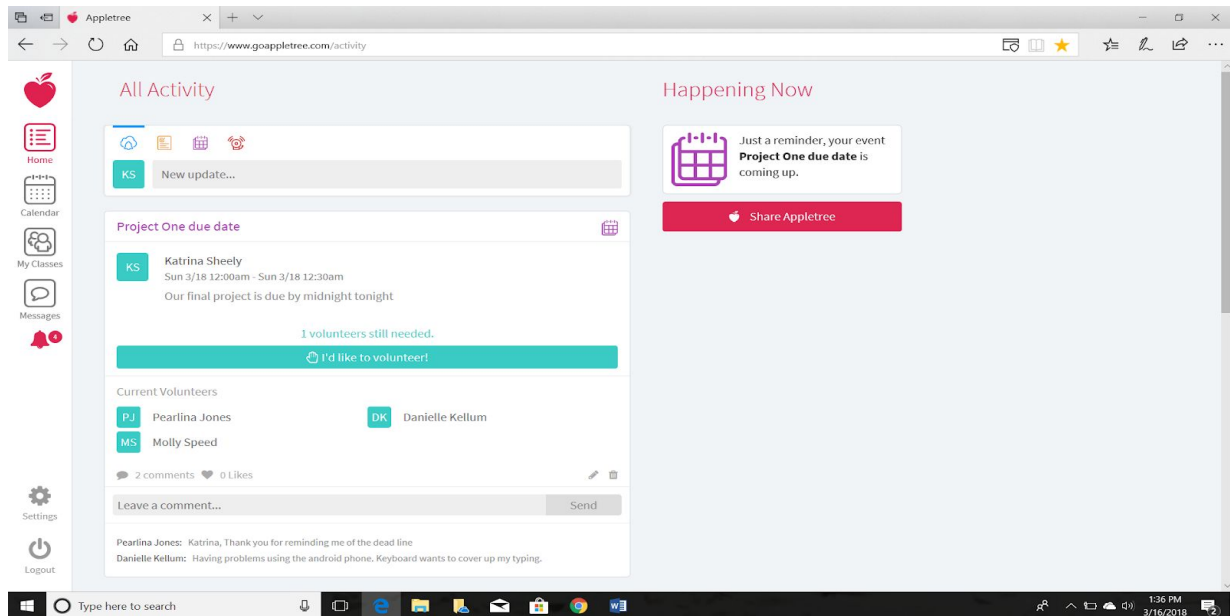 Appletree
https://www.goappletree.com/activity
All Activity
Happening Now
Home
Calendar
My Classes
Messages
4
Settings
Logout
KS
New update...
Just a reminder, your event
Project One due date is
coming up.
Share Appletree
Project One due date
KS
Katrina Sheely
Sun 3/18 12:00am - Sun 3/18 12:30am
Our final project is due by midnight tonight
1 volunteers still needed.
I'd like to volunteer!
Current Volunteers
PJ Pearlina Jones
DK Danielle Kellum
MS Molly Speed
2 comments 0 Likes
Leave a comment... Send
Pearlina Jones: Katrina, Thank you for reminding me of the dead line
Danielle Kellum: Having problems using the android phone, Keyboard wants to cover up my typing.
Type here to search
1:36 PM
3/16/2018